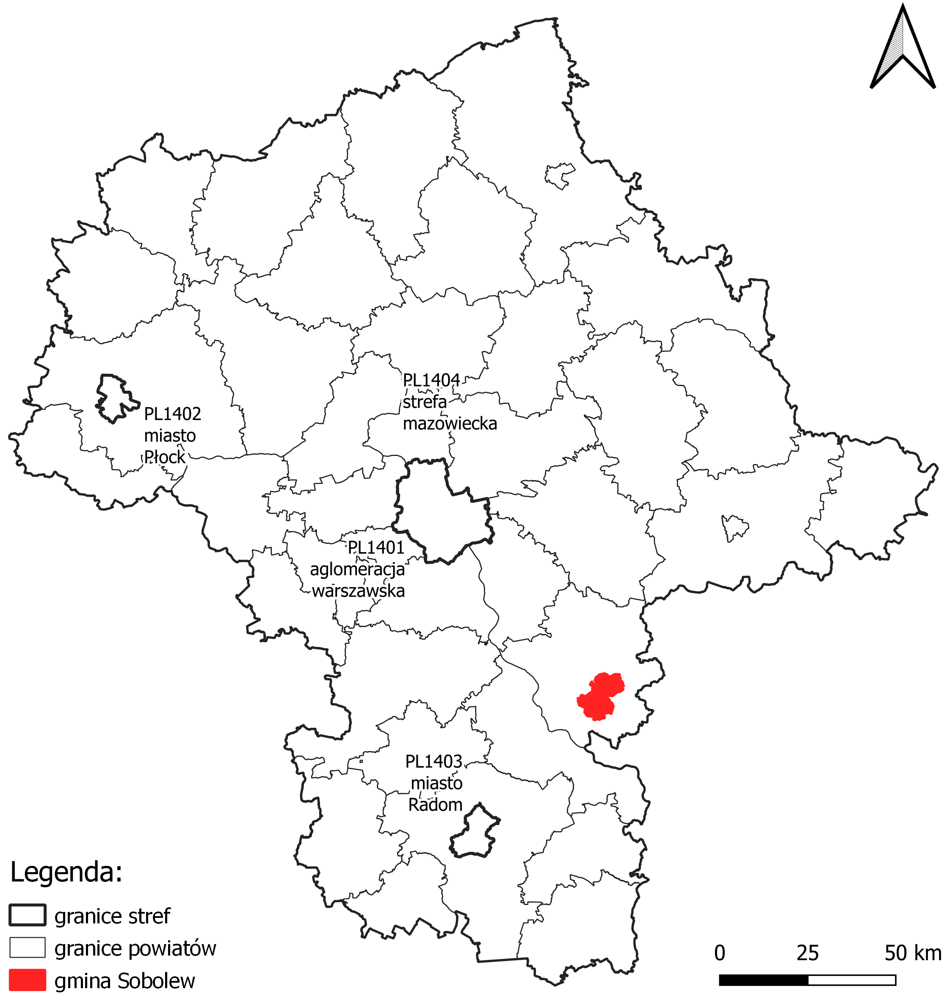 PL1404
strefa
mazowiecka
PL1402
miasto
Płock
PL1401
aglomeracja
warszawska
PL1403
miasto
Radom
Legenda:
granice stref
granice powiatów
gmina Sobolew
0 25 50 km